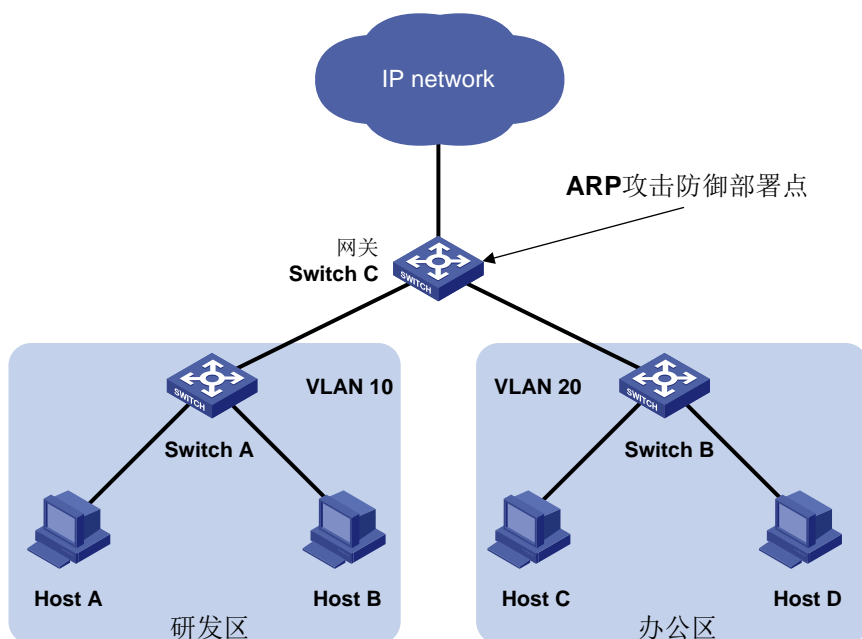 IP network
ARP攻击防御部署点
网关
Switch C
SWITCH
VLAN 10
VLAN 20
SWITCH
SWITCH
Switch A
Switch B
Host A
Host B
Host C
Host D
研发区
办公区